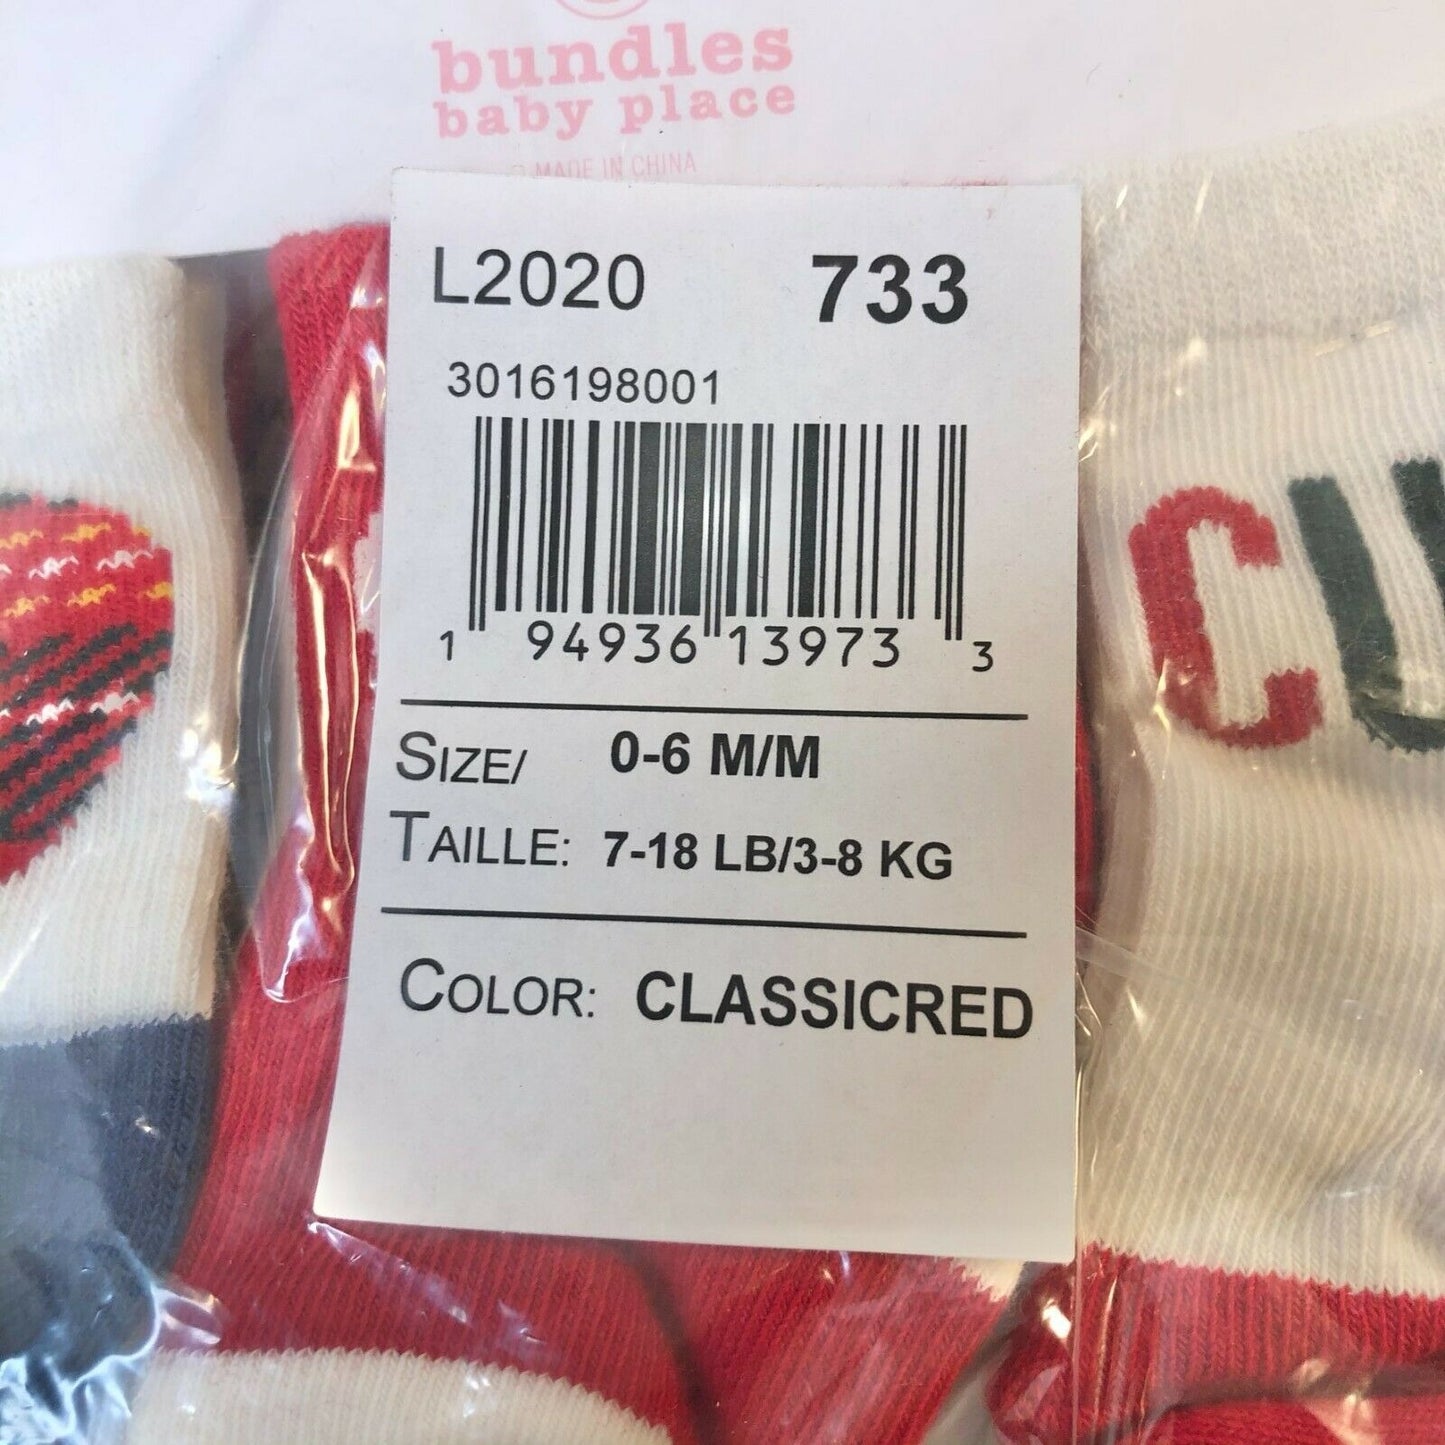 bundles
baby place
MADE IN CHINA
L2020 733
3016198001
1 94936 13973 3
SIZE/ 0-6 M/M
TAILLE: 7-18 LB/3-8 KG
COLOR: CLASSICRED
CU